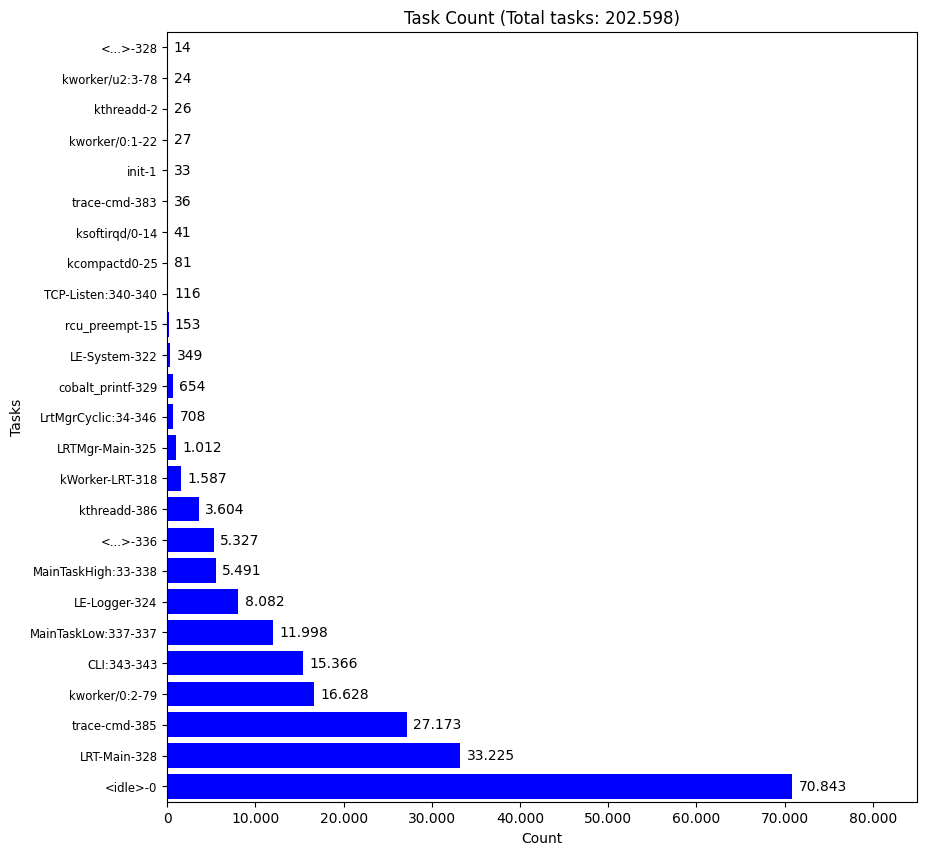 Task Count (Total tasks: 202.598)
<...>-328 14
kworker/u2:3-78 24
kthreadd-2 26
kworker/0:1-22 27
init-1 33
trace-cmd-383 36
ksoftirqd/0-14 41
kcompactd0-25 81
TCP-Listen:340-340 116
rcu_preempt-15 153
LE-System-322 349
cobalt_printf-329 654
LrtMgrCyclic:34-346 708
LRTMgr-Main-325 1.012
kWorker-LRT-318 1.587
kthreadd-386 3.604
<...>-336 5.327
MainTaskHigh:33-338 5.491
LE-Logger-324 8.082
MainTaskLow:337-337 11.998
CLI:343-343 15.366
kworker/0:2-79 16.628
trace-cmd-385 27.173
LRT-Main-328 33.225
<idle>-0 70.843
Tasks
0 10.000 20.000 30.000 40.000 50.000 60.000 70.000 80.000
Count